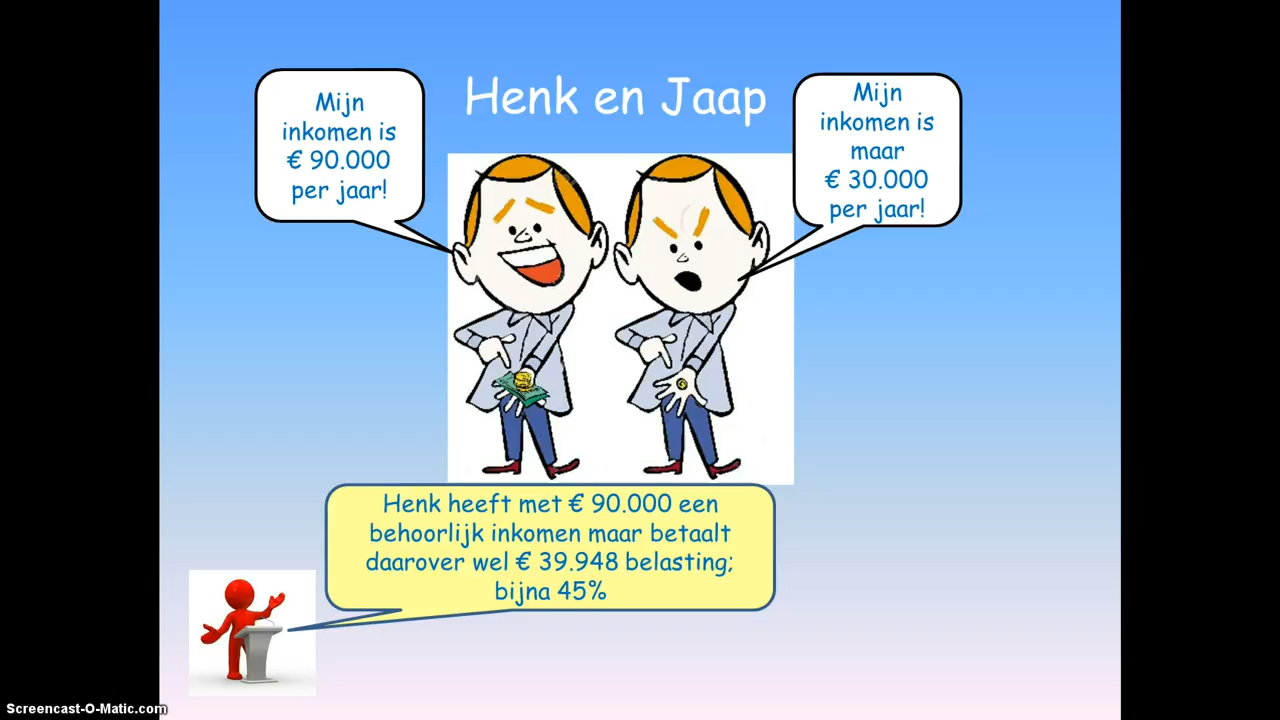 Henk en Jaap
Mijn
inkomen is
€ 90.000
per jaar!
Mijn
inkomen is
maar
€ 30.000
per jaar!
Henk heeft met € 90.000 een
behoorlijk inkomen maar betaalt
daarover wel € 39.948 belasting;
bijna 45%
Screencast-O-Matic.com